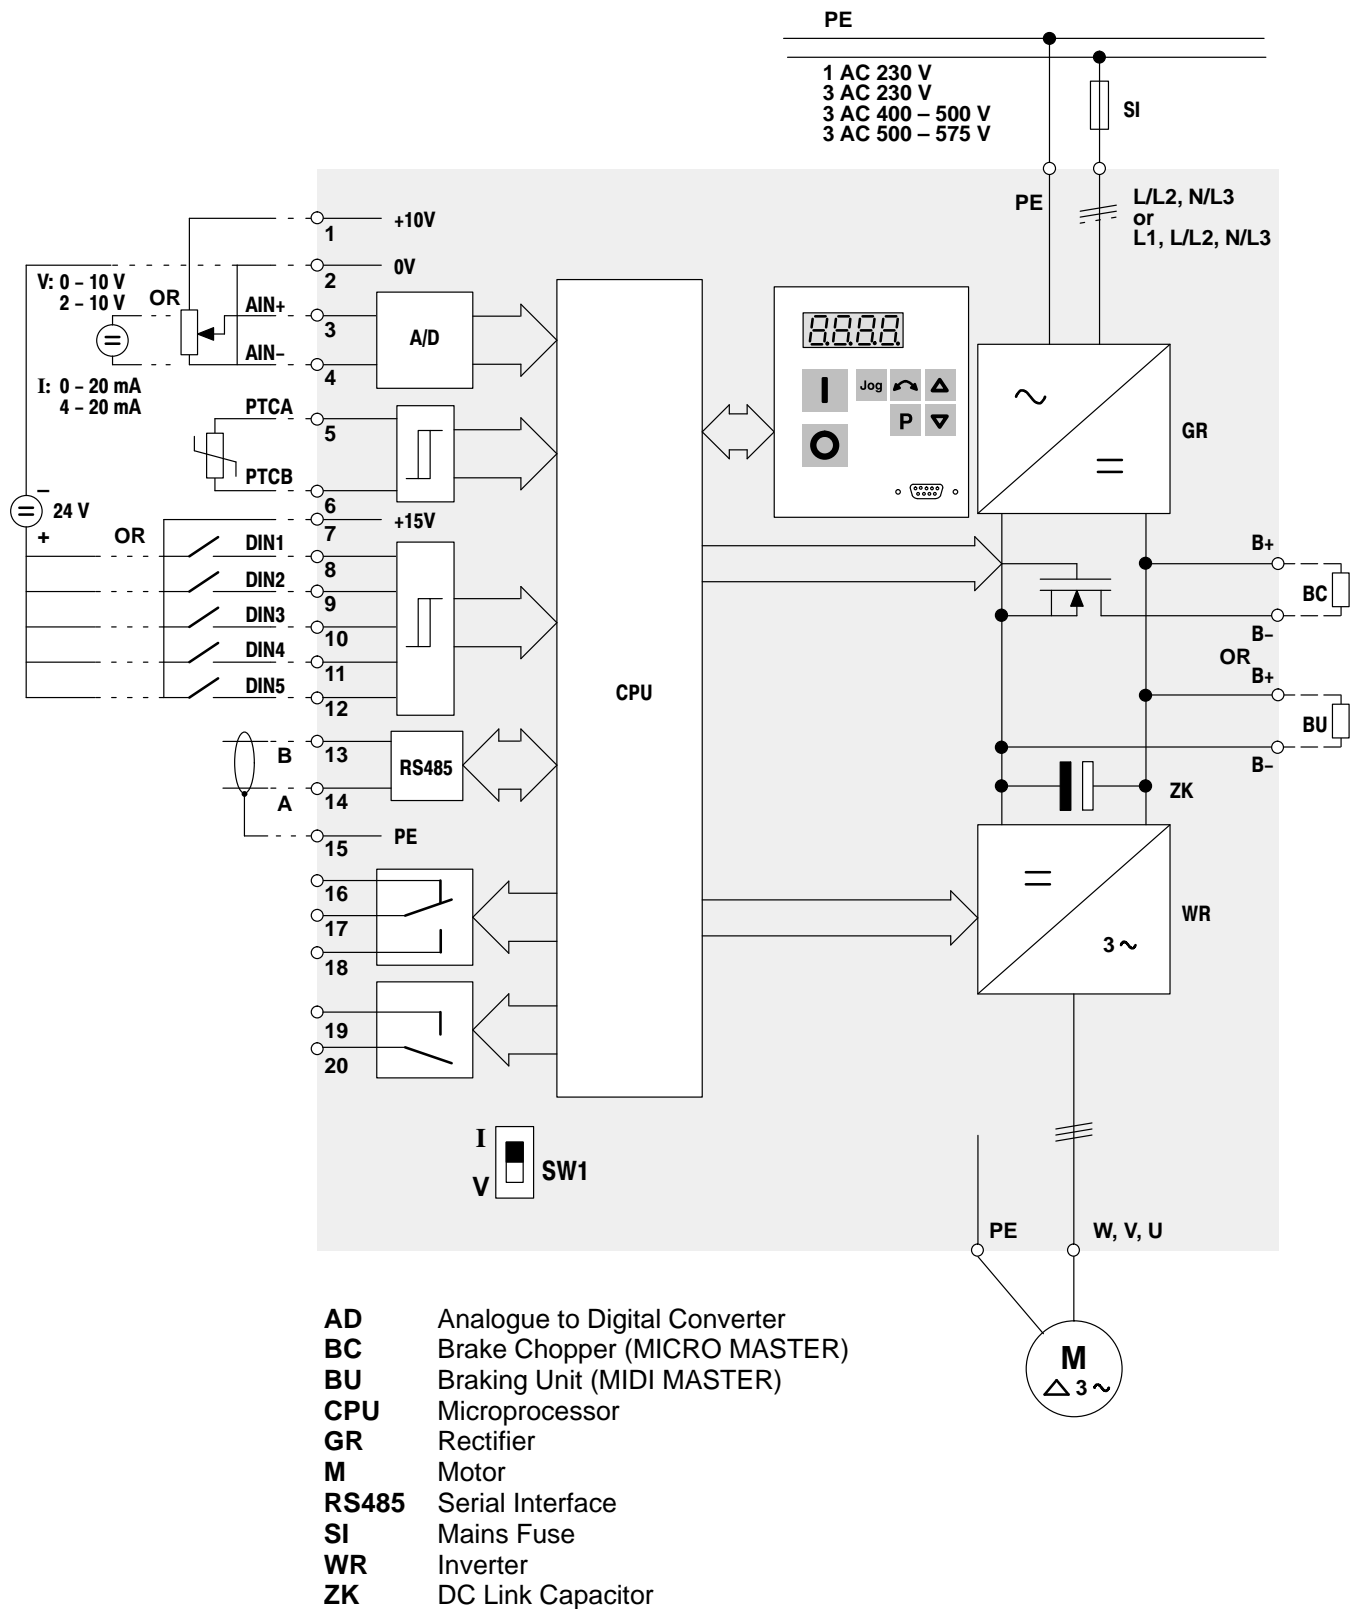 PE
1 AC 230 V
3 AC 230 V
3 AC 400 – 500 V
3 AC 500 – 575 V
SI
PE
L/L2, N/L3
or
L1, L/L2, N/L3
1
+10V
2
0V
V: 0 – 10 V
2 – 10 V
OR
AIN+
3
AIN–
4
A/D
I: 0 – 20 mA
4 – 20 mA
PTCA
5
PTCB
6
– 24 V +
7
+15V
OR
DIN1
8
DIN2
9
DIN3
10
DIN4
11
DIN5
12
B
13
A
14
RS485
15
PE
16
17
18
19
20
CPU
8.8.8.8.
I
Jog
P
O
GR
B+
BC
B–
OR
B+
BU
B–
ZK
WR
3 ~
I
V
SW1
PE
W, V, U
M
△ 3 ~
AD Analogue to Digital Converter
BC Brake Chopper (MICRO MASTER)
BU Braking Unit (MIDI MASTER)
CPU Microprocessor
GR Rectifier
M Motor
RS485 Serial Interface
SI Mains Fuse
WR Inverter
ZK DC Link Capacitor